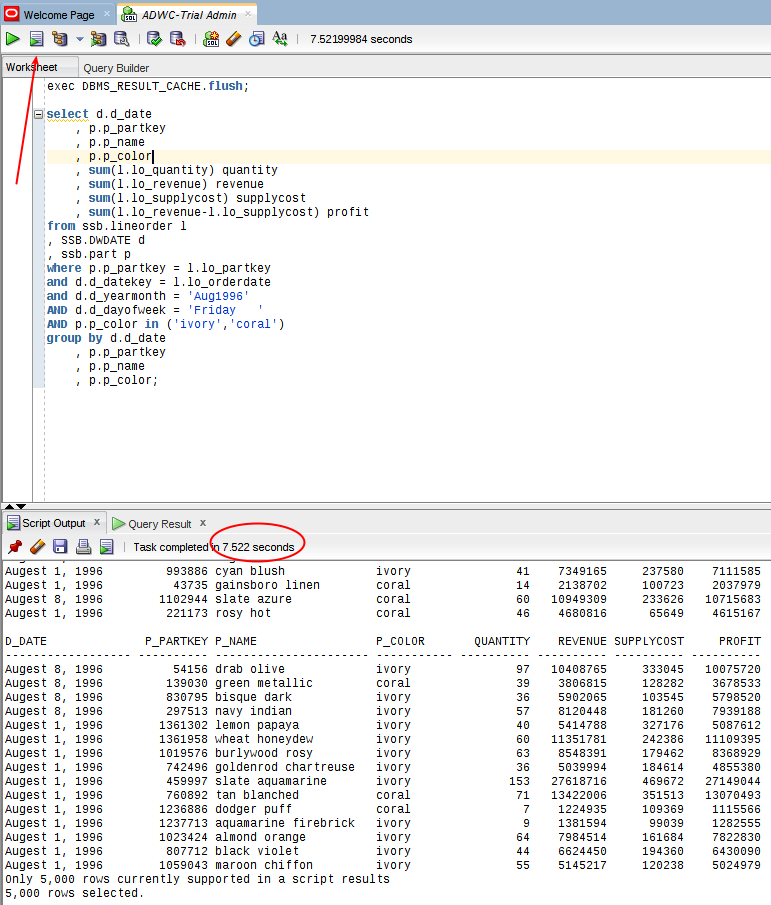 Welcome Page × ADWC-Trial Admin ×
7.52199984 seconds
Worksheet Query Builder
exec DBMS_RESULT_CACHE.flush;
select d.d_date
, p.p_partkey
, p.p_name
, p.p_color
, sum(l.lo_quantity) quantity
, sum(l.lo_revenue) revenue
, sum(l.lo_supplycost) supplycost
, sum(l.lo_revenue-l.lo_supplycost) profit
from ssb.lineorder l
, SSB.DWDATE d
, ssb.part p
where p.p_partkey = l.lo_partkey
and d.d_datekey = l.lo_orderdate
and d.d_yearmonth = 'Aug1996'
AND d.d_dayofweek = 'Friday   '
AND p.p_color in ('ivory','coral')
group by d.d_date
, p.p_partkey
, p.p_name
, p.p_color;
Script Output × Query Result ×
Task completed in 7.522 seconds
Augest 1, 1996 993886 cyan blush ivory 41 7349165 237580 7111585
Augest 1, 1996 43735 gainsboro linen coral 14 2138702 100723 2037979
Augest 8, 1996 1102944 slate azure coral 60 10949309 233626 10715683
Augest 1, 1996 221173 rosy hot coral 46 4680816 65649 4615167
D_DATE P_PARTKEY P_NAME P_COLOR QUANTITY REVENUE SUPPLYCOST PROFIT
------------------ ---------- ---------------------- ----------- ---------- ---------- ---------- ----------
Augest 8, 1996 54156 drab olive ivory 97 10408765 333045 10075720
Augest 8, 1996 139030 green metallic coral 39 3806815 128282 3678533
Augest 8, 1996 830795 bisque dark ivory 36 5902065 103545 5798520
Augest 8, 1996 297513 navy indian ivory 57 8120448 181260 7939188
Augest 1, 1996 1361302 lemon papaya ivory 40 5414788 327176 5087612
Augest 1, 1996 1361958 wheat honeydew ivory 60 11351781 242386 11109395
Augest 1, 1996 1019576 burlywood rosy ivory 63 8548391 179462 8368929
Augest 1, 1996 742496 goldenrod chartreuse ivory 36 5039994 184614 4855380
Augest 1, 1996 459997 slate aquamarine ivory 153 27618716 469672 27149044
Augest 1, 1996 760892 tan blanched coral 71 13422006 351513 13070493
Augest 1, 1996 1236886 dodger puff coral 7 1224935 109369 1115566
Augest 1, 1996 1237713 aquamarine firebrick ivory 9 1381594 99039 1282555
Augest 1, 1996 1023424 almond orange ivory 64 7984514 161684 7822830
Augest 1, 1996 807712 black violet ivory 44 6624450 194360 6430090
Augest 1, 1996 1059043 maroon chiffon ivory 55 5145217 120238 5024979
Only 5,000 rows currently supported in a script results
5,000 rows selected.